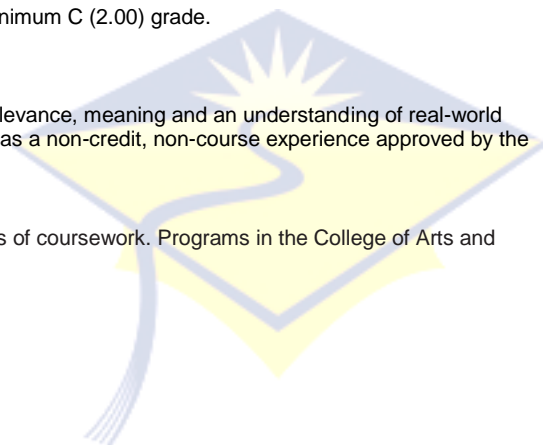 nimum C (2.00) grade.
levance, meaning and an understanding of real-world
as a non-credit, non-course experience approved by the
s of coursework. Programs in the College of Arts and